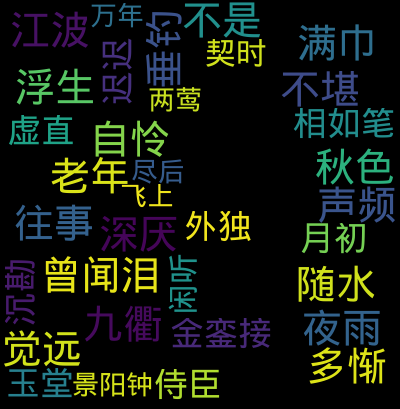 江波
万年
垂钓
不是
迟迟
契时
满巾
浮生
两莺
不堪
虚直
自怜
相如笔
老年
尽后
秋色
飞上
声频
往事
深厌
外独
月初
沉勘
曾闻泪
闲听
随水
九衢
金銮接
夜雨
觉远
多惭
玉堂
景阳钟
侍臣